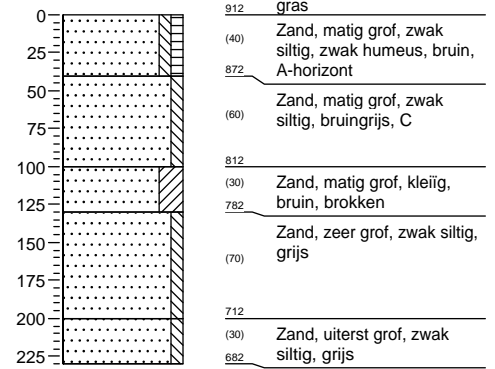 0
25
50
75
100
125
150
175
200
225
912 gras
(40) Zand, matig grof, zwak
siltig, zwak humeus, bruin,
872 A-horizont
Zand, matig grof, zwak
(60) siltig, bruingrijs, C
812
(30) Zand, matig grof, kleiïg,
782 bruin, brokken
Zand, zeer grof, zwak siltig,
(70) grijs
712
(30) Zand, uiterst grof, zwak
682 siltig, grijs